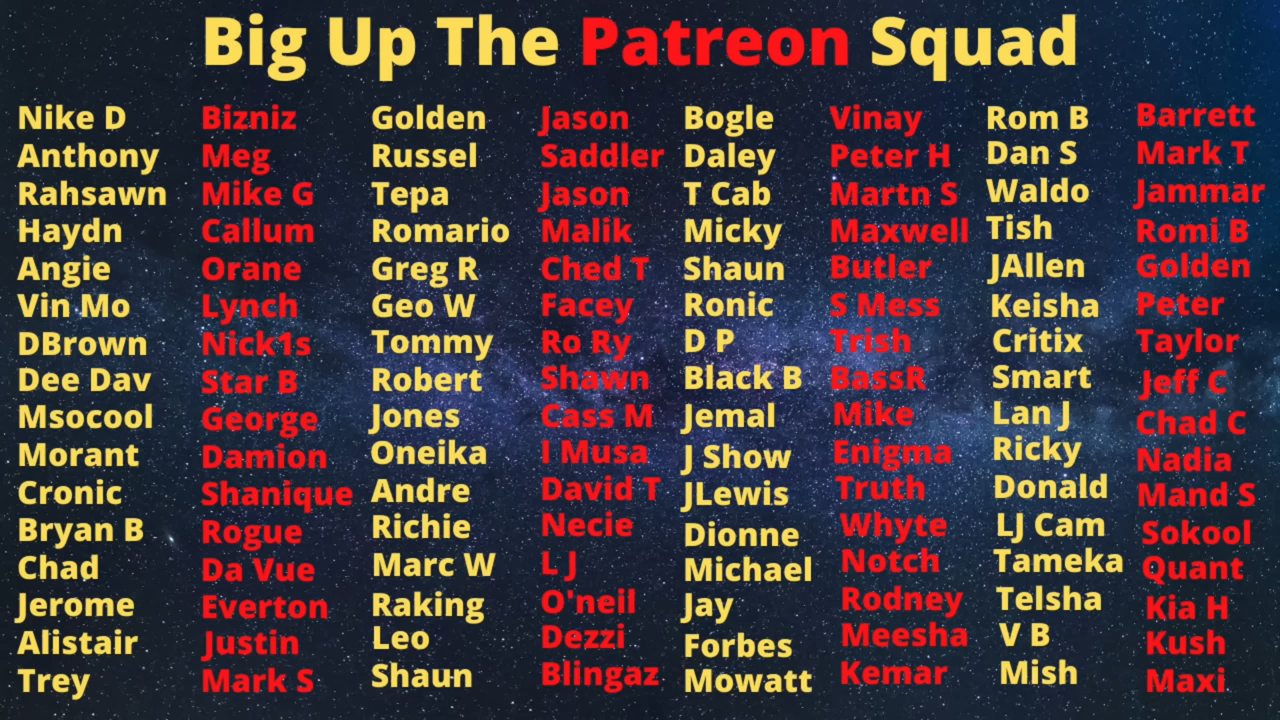 Big Up The Patreon Squad
Nike D
Anthony
Rahsawn
Haydn
Angie
Vin Mo
DBrown
Dee Dav
Msocool
Morant
Cronic
Bryan B
Chad
Jerome
Alistair
Trey
Bizniz
Meg
Mike G
Callum
Orane
Lynch
Nick1s
Star B
George
Damion
Shanique
Rogue
Da Vue
Everton
Justin
Mark S
Golden
Russel
Tepa
Romario
Greg R
Geo W
Tommy
Robert
Jones
Oneika
Andre
Richie
Marc W
Raking
Leo
Shaun
Jason
Saddler
Jason
Malik
Ched T
Facey
Ro Ry
Shawn
Cass M
I Musa
David T
Necie
L J
O'neil
Dezzi
Blingaz
Bogle
Daley
T Cab
Micky
Shaun
Ronic
D P
Black B
Jemal
J Show
JLewis
Dionne
Michael
Jay
Forbes
Mowatt
Vinay
Peter H
Martn S
Maxwell
Butler
S Mess
Trish
BassR
Mike
Enigma
Truth
Whyte
Notch
Rodney
Meesha
Kemar
Rom B
Dan S
Waldo
Tish
JAllen
Keisha
Critix
Smart
Lan J
Ricky
Donald
LJ Cam
Tameka
Telsha
V B
Mish
Barrett
Mark T
Jammar
Romi B
Golden
Peter
Taylor
Jeff C
Chad C
Nadia
Mand S
Sokool
Quant
Kia H
Kush
Maxi